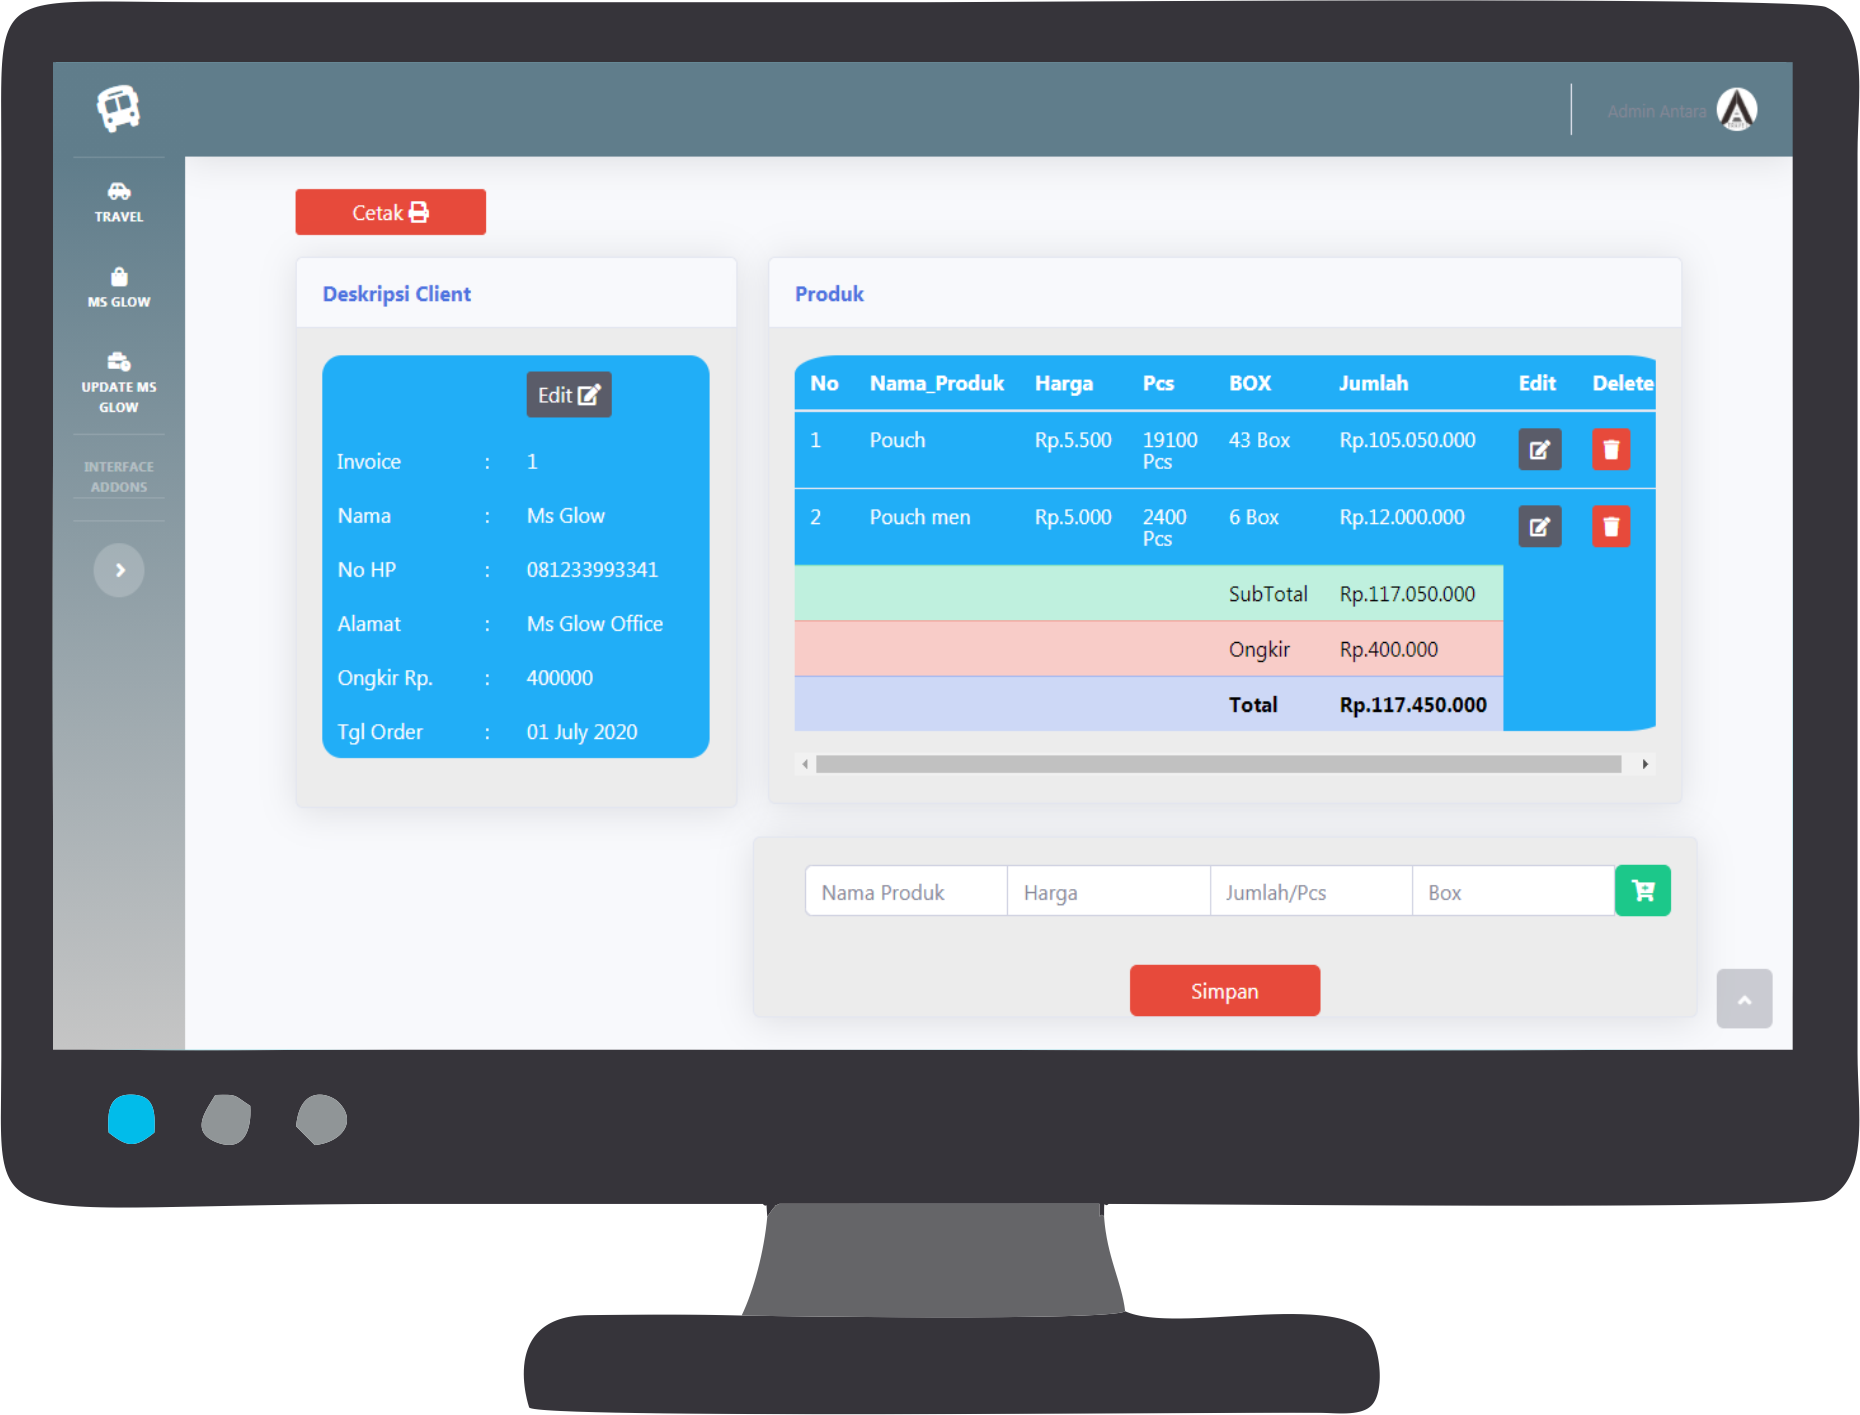 Admin Antara
TRAVEL
MS GLOW
UPDATE MS
GLOW
INTERFACE
ADDONS
Cetak
Deskripsi Client
Edit
Invoice : 1
Nama : Ms Glow
No HP : 081233993341
Alamat : Ms Glow Office
Ongkir Rp. : 400000
Tgl Order : 01 July 2020
Produk
No Nama_Produk Harga Pcs BOX Jumlah Edit Delete
1 Pouch Rp.5.500 19100 43 Box Rp.105.050.000
Pcs
2 Pouch men Rp.5.000 2400 6 Box Rp.12.000.000
Pcs
SubTotal Rp.117.050.000
Ongkir Rp.400.000
Total Rp.117.450.000
Nama Produk Harga Jumlah/Pcs Box
Simpan